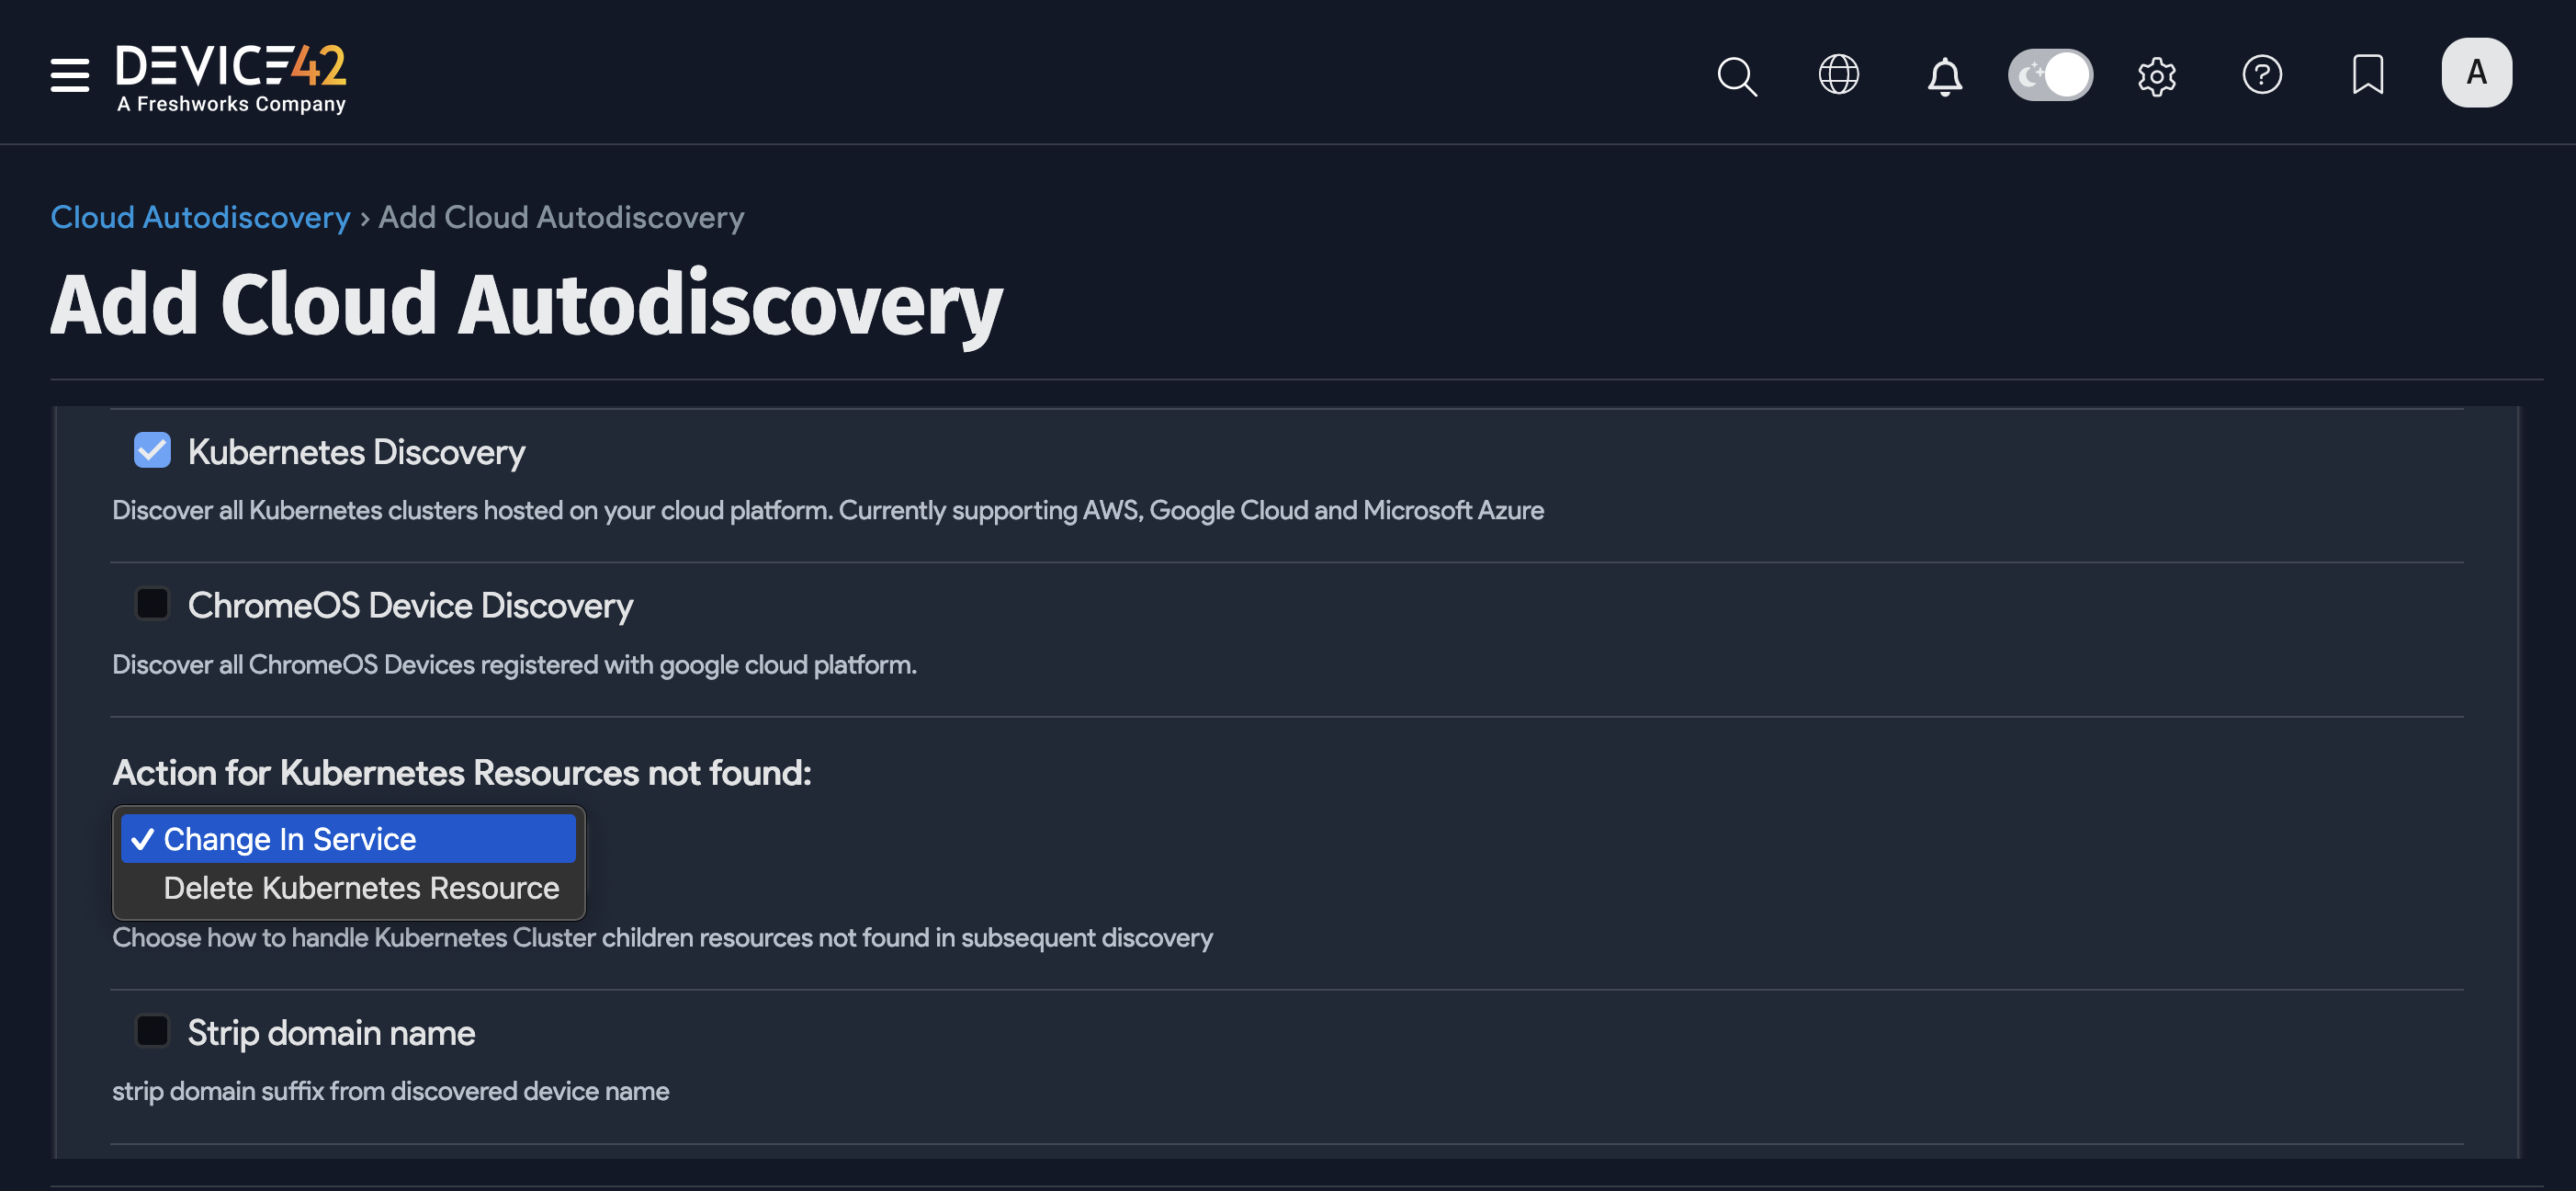 DEVICE42
A Freshworks Company
A
Cloud Autodiscovery › Add Cloud Autodiscovery
Add Cloud Autodiscovery
Kubernetes Discovery
Discover all Kubernetes clusters hosted on your cloud platform. Currently supporting AWS, Google Cloud and Microsoft Azure
ChromeOS Device Discovery
Discover all ChromeOS Devices registered with google cloud platform.
Action for Kubernetes Resources not found:
Change In Service
Delete Kubernetes Resource
Choose how to handle Kubernetes Cluster children resources not found in subsequent discovery
Strip domain name
strip domain suffix from discovered device name